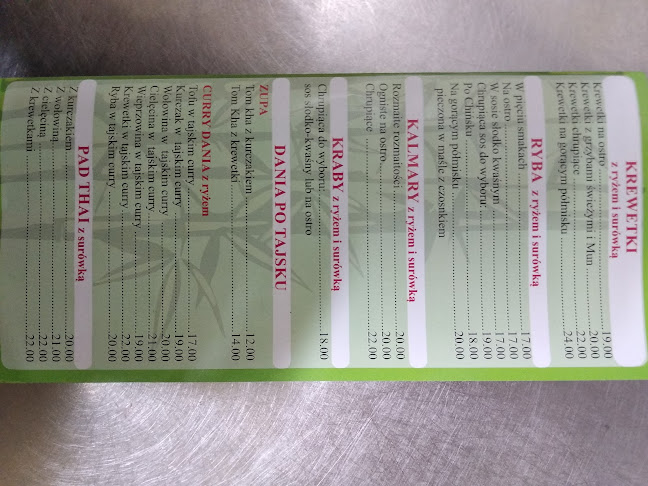 KREWETKI
z ryżem i surówką
Krewetki na ostro 19.00
Krewetki z grzybami świeżymi i Mun 20.00
Krewetki chrupiące 22.00
Krewetki na gorącym półmisku 24.00
RYBA z ryżem i surówką
W pięciu smakach 17.00
Na ostro 17.00
W sosie słodko kwaśnym 17.00
Chrupiąca sos do wyboru 19.00
Po Chińsku 18.00
Na gorącym półmisku
pieczona w maśle z czosnkiem 20.00
KALMARY z ryżem i surówką
Rozmaite rozmaitości 20.00
Ogniste na ostro 20.00
Chrupiące 22.00
KRABY z ryżem i surówką
Chrupiąca do wyboru:
sos słodko-kwaśny lub na ostro 18.00
DANIA PO TAJSKU
ZUPA
Tom kha z kurczakiem 12.00
Tom Kha z krewetki 14.00
CURRY DANIA z ryżem
Tofu w tajskim curry 17.00
Kurczak w tajskim curry 19.00
Wołowina w tajskim curry 20.00
Cielęcina w tajskim curry 21.00
Wieprzowina w tajskim curry 19.00
Krewetki w tajskim curry 22.00
Ryba w tajskim curry 20.00
PAD THAI z surówką
Z kurczakiem 20.00
Z wołowiną 21.00
Z cielęciną 22.00
Z krewetkami 22.00